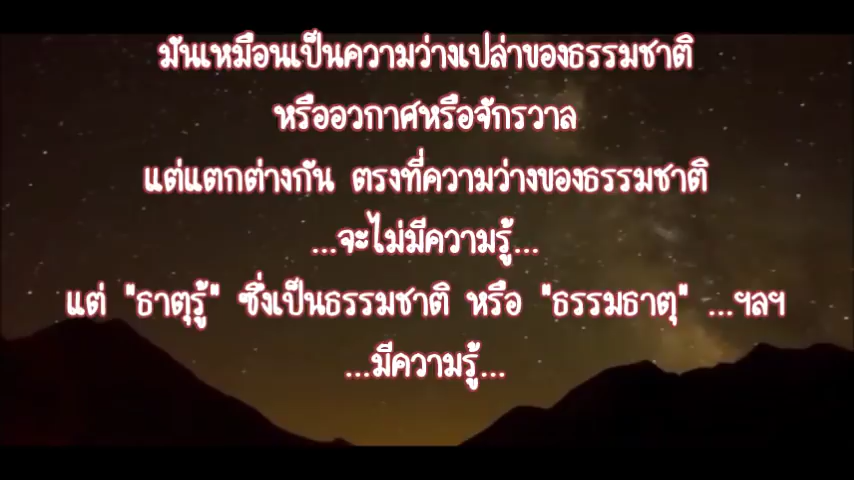 มันเหมือนเป็นความว่างเปล่าของธรรมชาติ
หรืออวกาศหรือจักรวาล
แต่แตกต่างกัน ตรงที่ความว่างของธรรมชาติ
...จะไม่มีความรู้...
แต่ "ธาตุรู้" ซึ่งเป็นธรรมชาติ หรือ "ธรรมธาตุ" ...ฯลฯ
...มีความรู้...